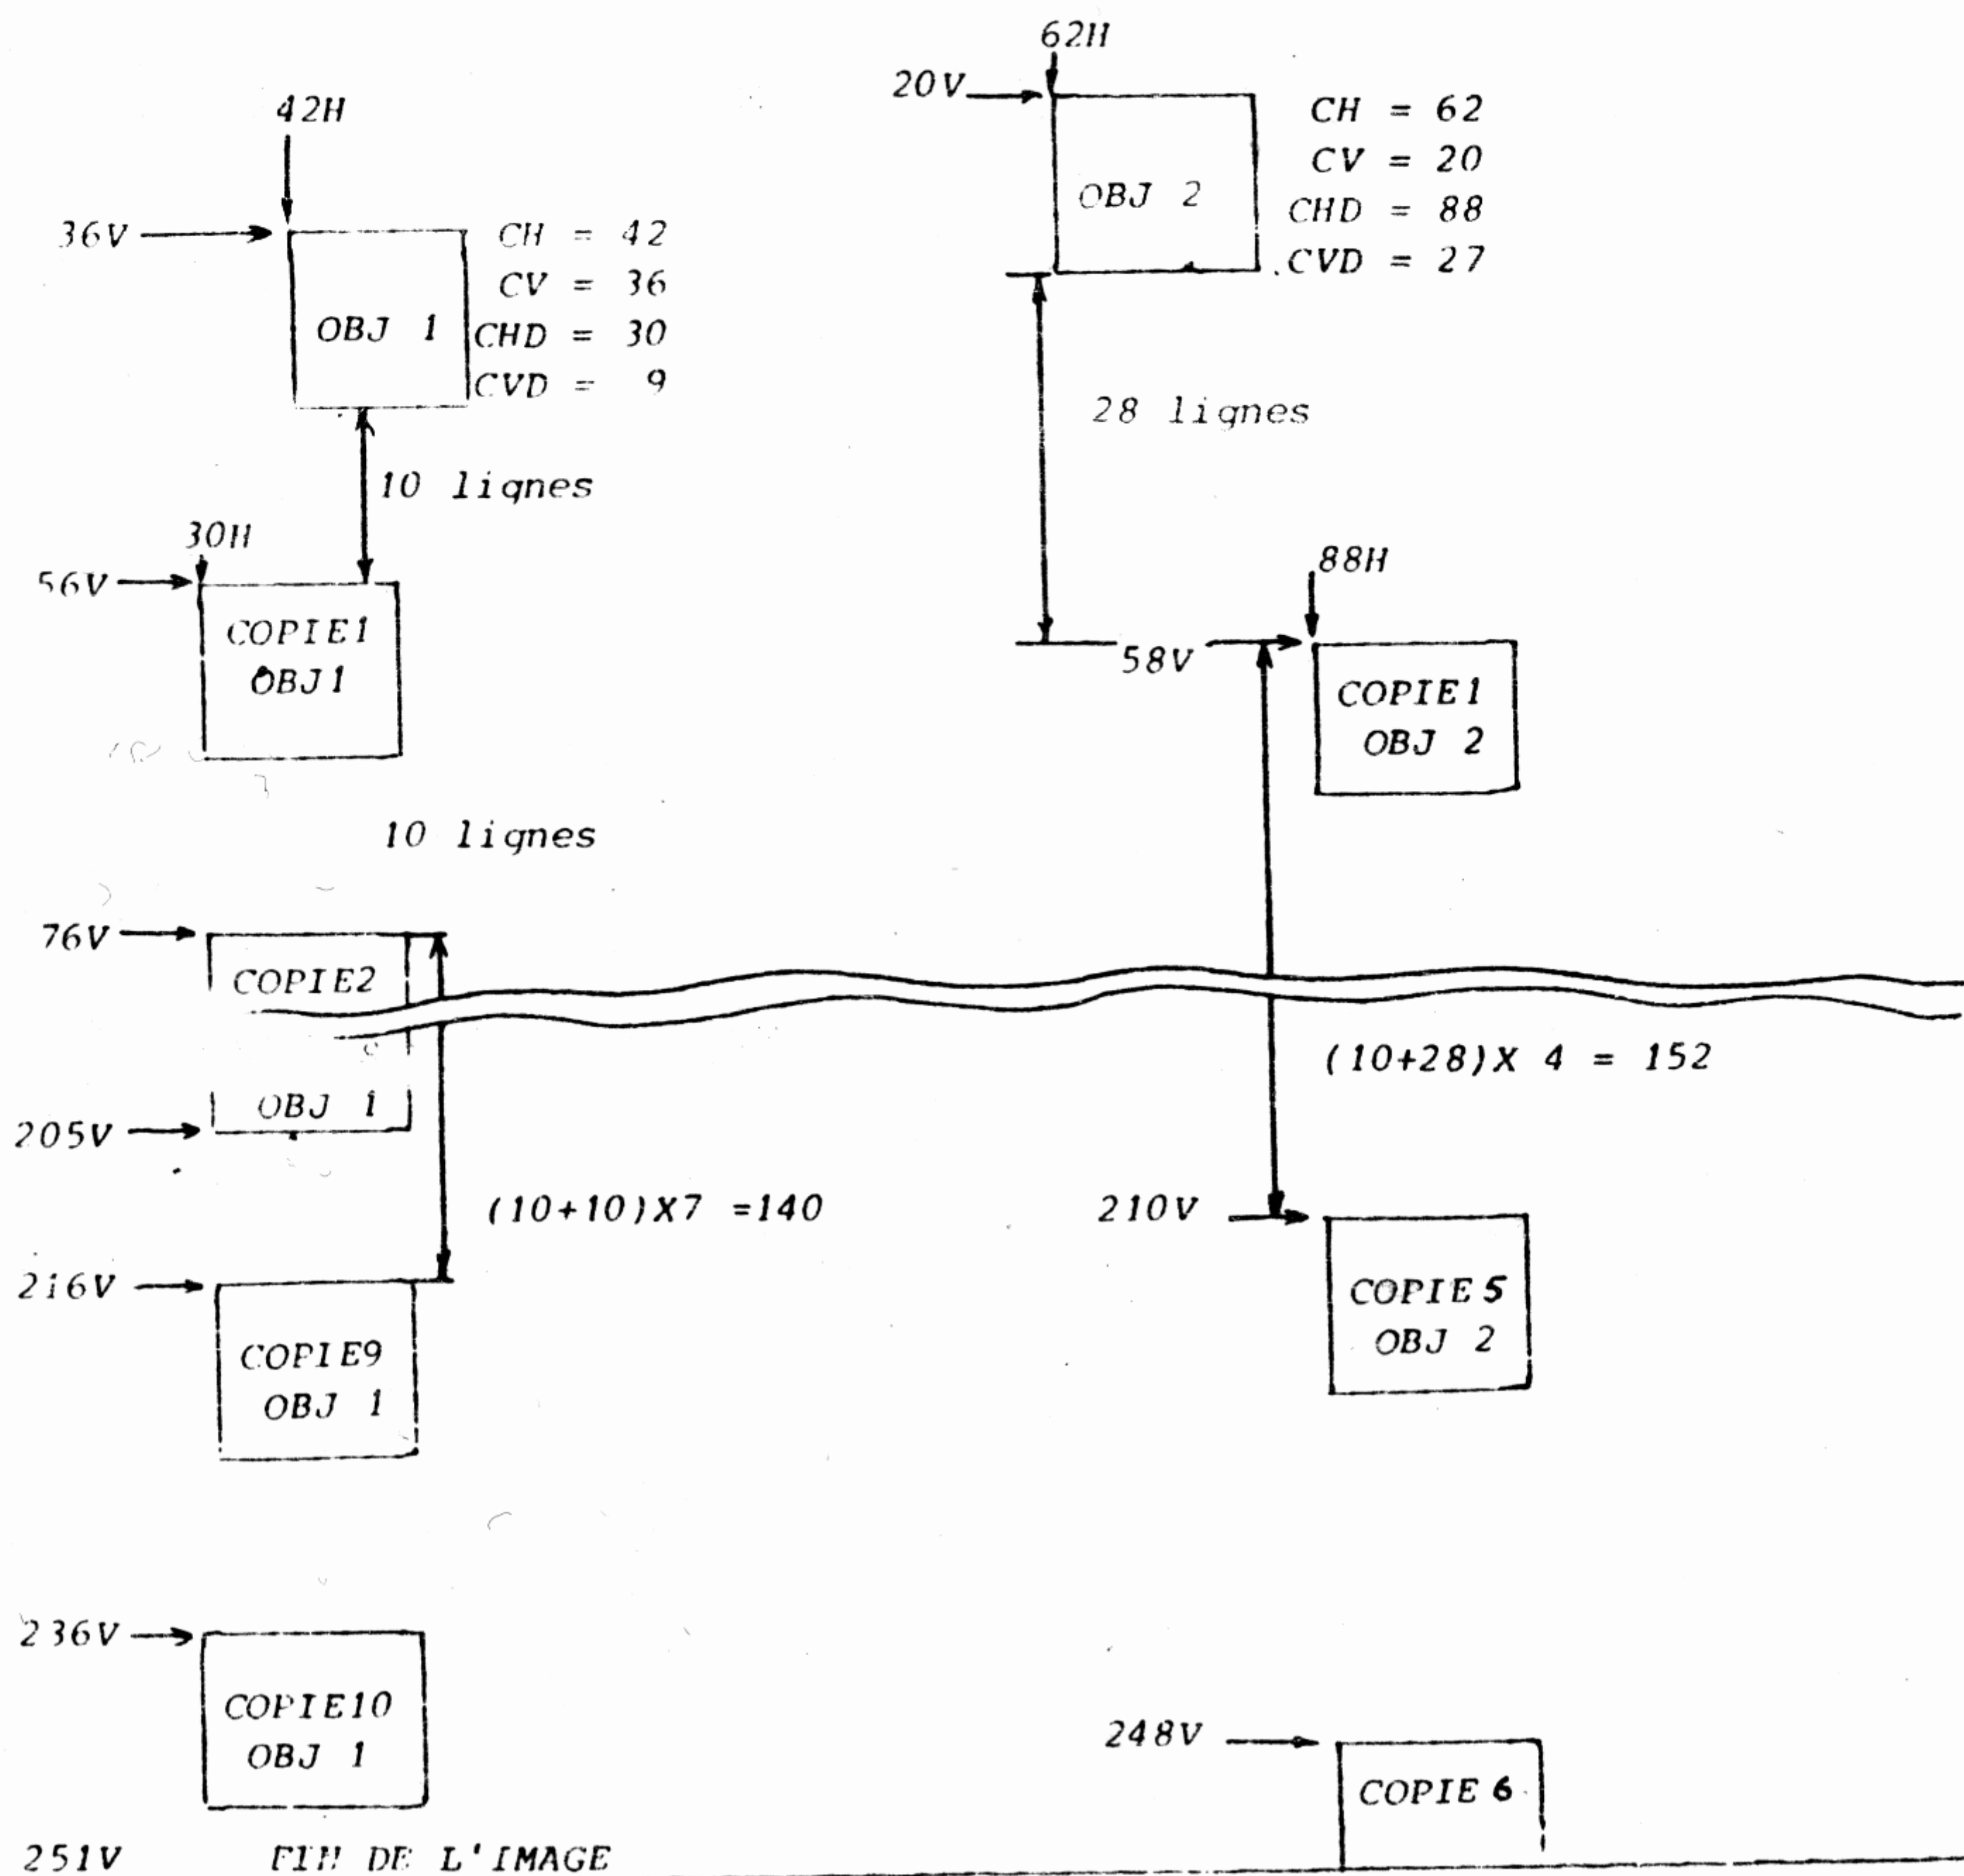 62H
20V
CH = 62
CV = 20
CHD = 88
CVD = 27
OBJ 2
42H
36V
CH = 42
CV = 36
CHD = 30
CVD = 9
OBJ 1
28 lignes
10 lignes
30H
56V
COPIE1
OBJ1
88H
58V
COPIE1
OBJ 2
10 lignes
76V
COPIE2
(10+28)X 4 = 152
OBJ 1
205V
(10+10)X7 =140
210V
216V
COPIE5
OBJ 2
COPIE9
OBJ 1
236V
COPIE10
OBJ 1
248V
COPIE 6
251V FIN DE L'IMAGE